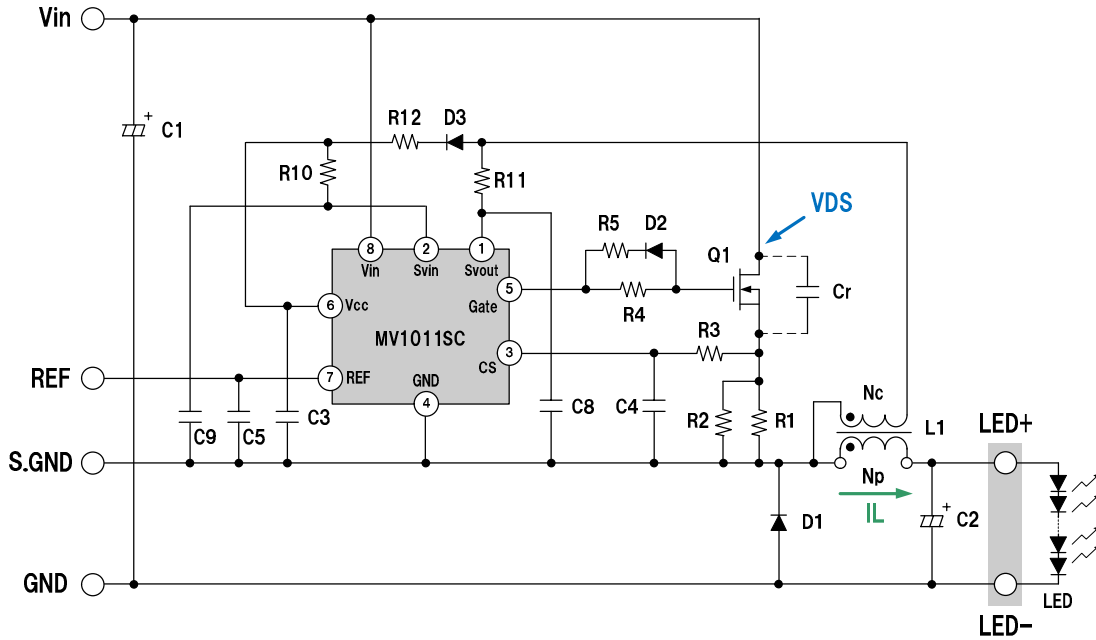 Vin
C1
R12
D3
R10
R11
VDS
R5
D2
Q1
Cr
R4
8
Vin
2
Svin
1
Svout
5
Gate
6
Vcc
MV1011SC
3
CS
7
REF
GND
4
R3
REF
C9
C5
C3
C8
C4
R2
R1
Nc
L1
Np
IL
LED+
S.GND
D1
C2
GND
LED
LED-
+
+